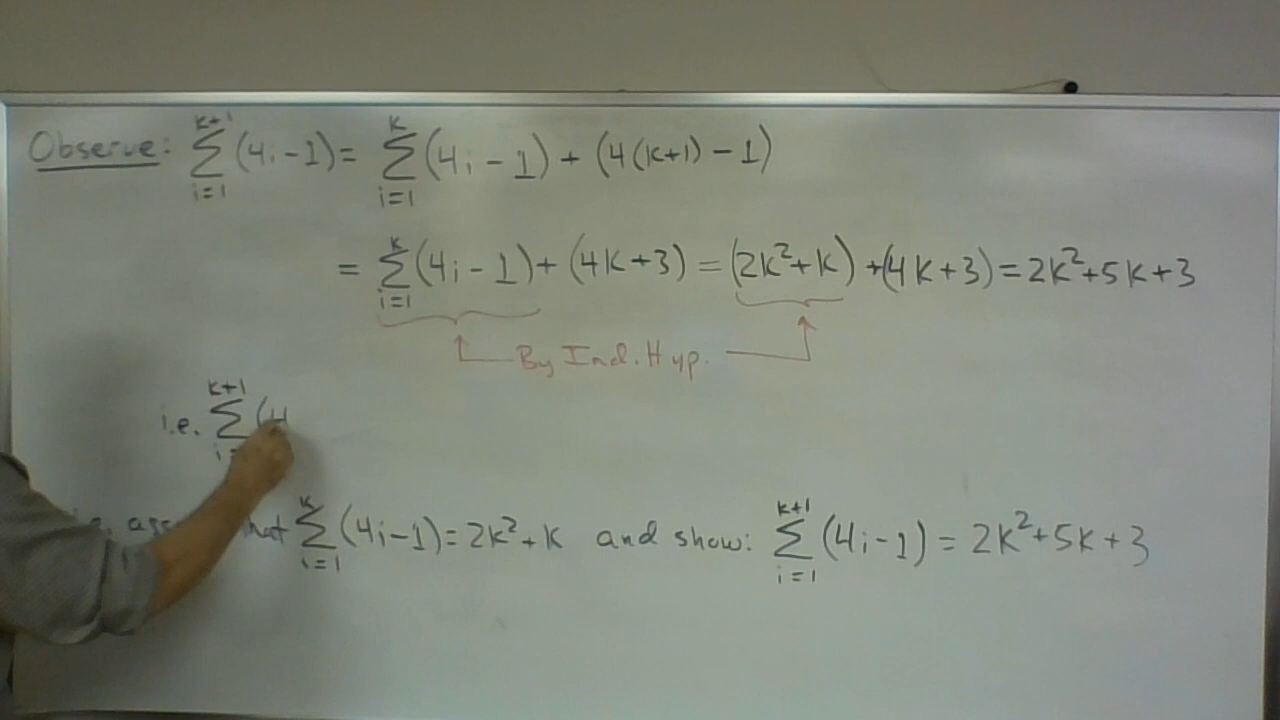 Observe: k+1 ∑ i=1 (4i-1) = k ∑ i=1 (4i-1) + (4(k+1)-1)
= k ∑ i=1 (4i-1) + (4k+3) = (2k²+k) + (4k+3) = 2k²+5k+3
By Ind. Hyp.
i.e. k+1 ∑ (4
k ∑ i=1 (4i-1) = 2k²+k and show: k+1 ∑ i=1 (4i-1) = 2k²+5k+3